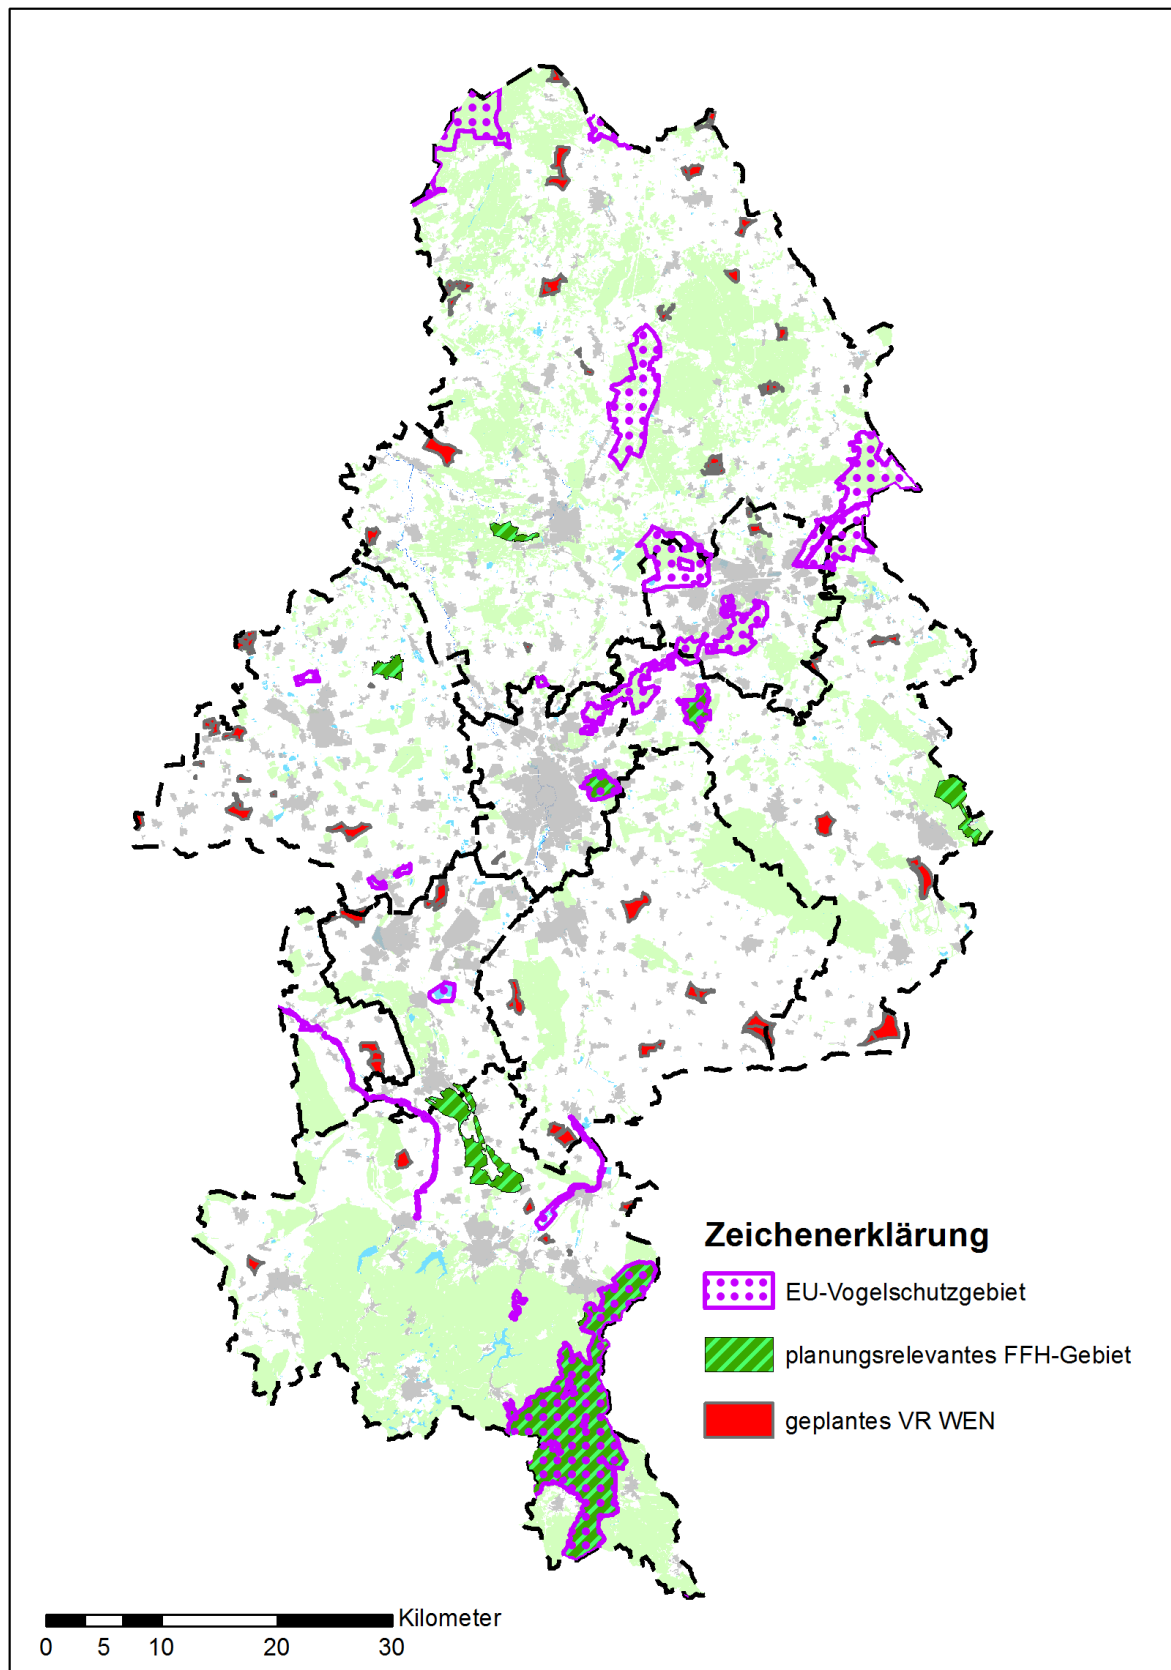 Zeichenerklärung
EU-Vogelschutzgebiet
planungsrelevantes FFH-Gebiet
geplantes VR WEN
Kilometer
0 5 10 20 30